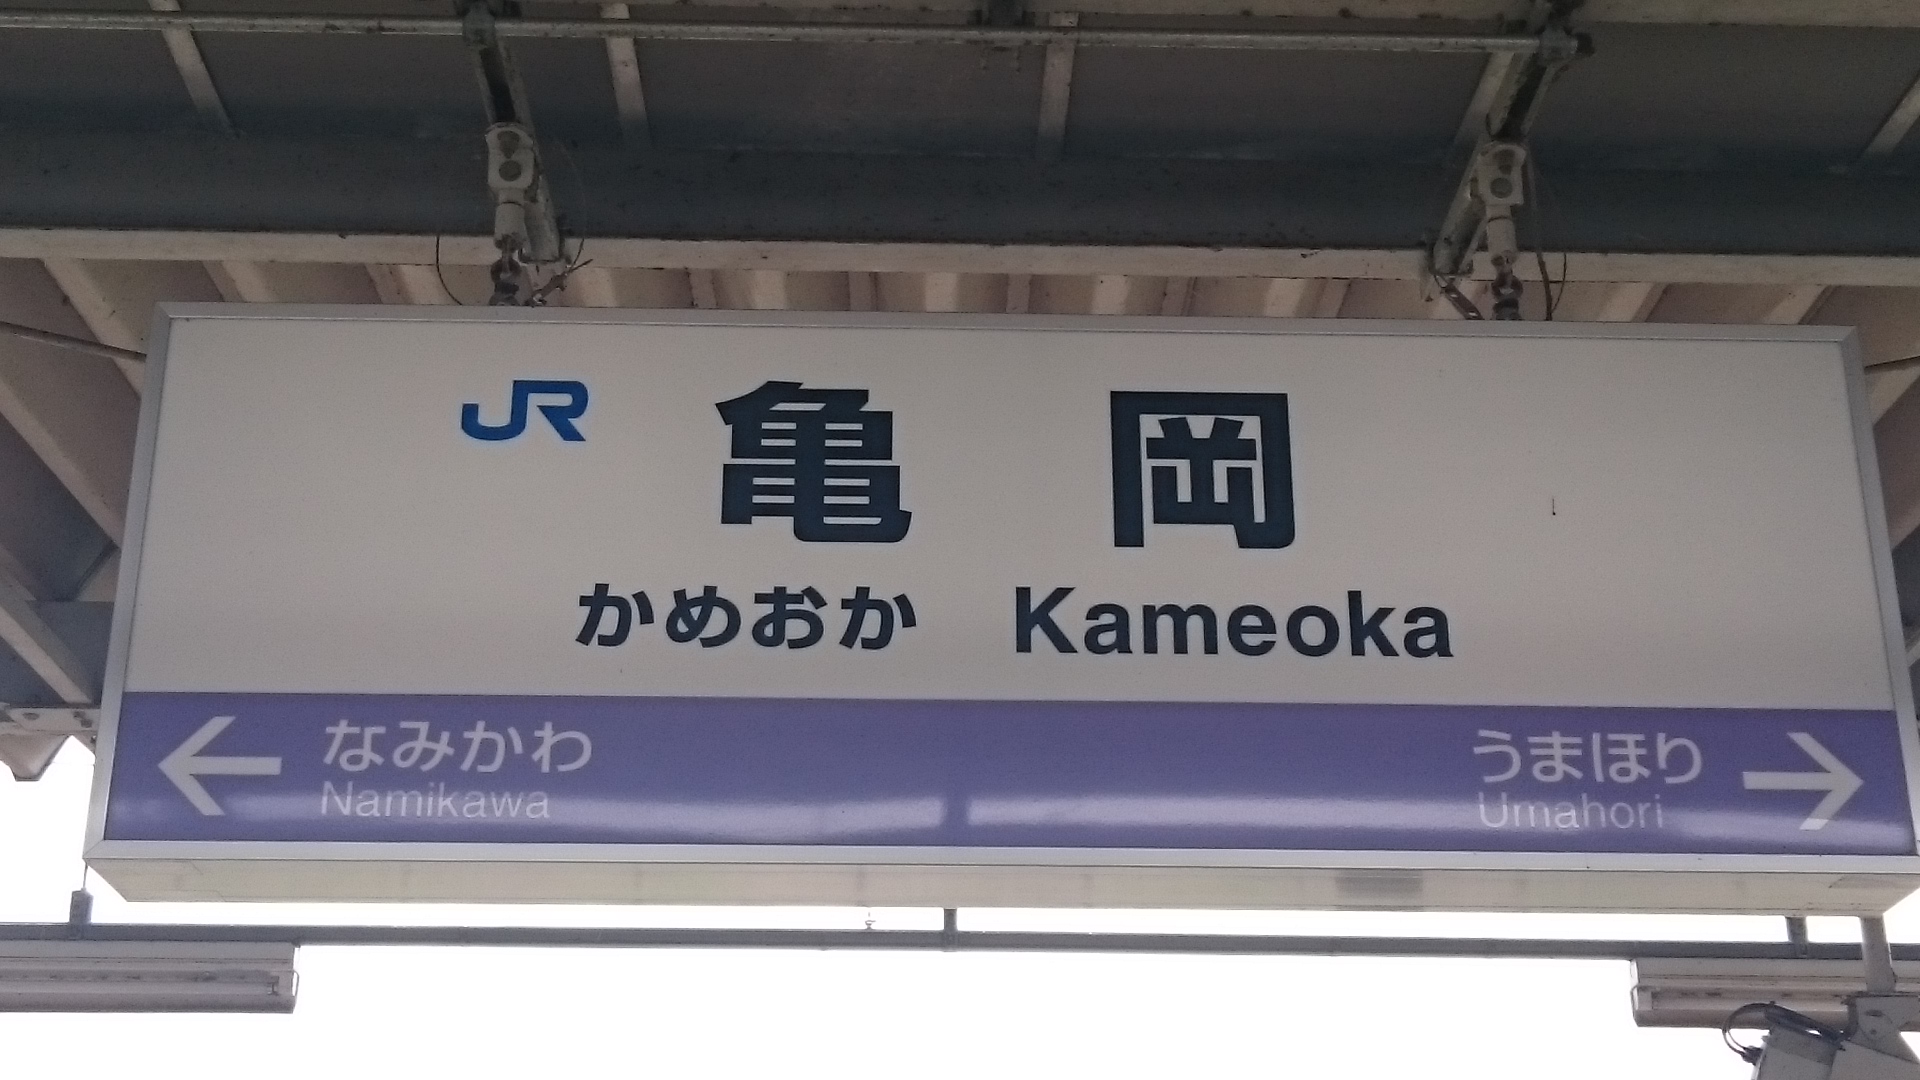 JR 亀岡
かめおか Kameoka
← なみかわ うまほり →
Namikawa Umahori